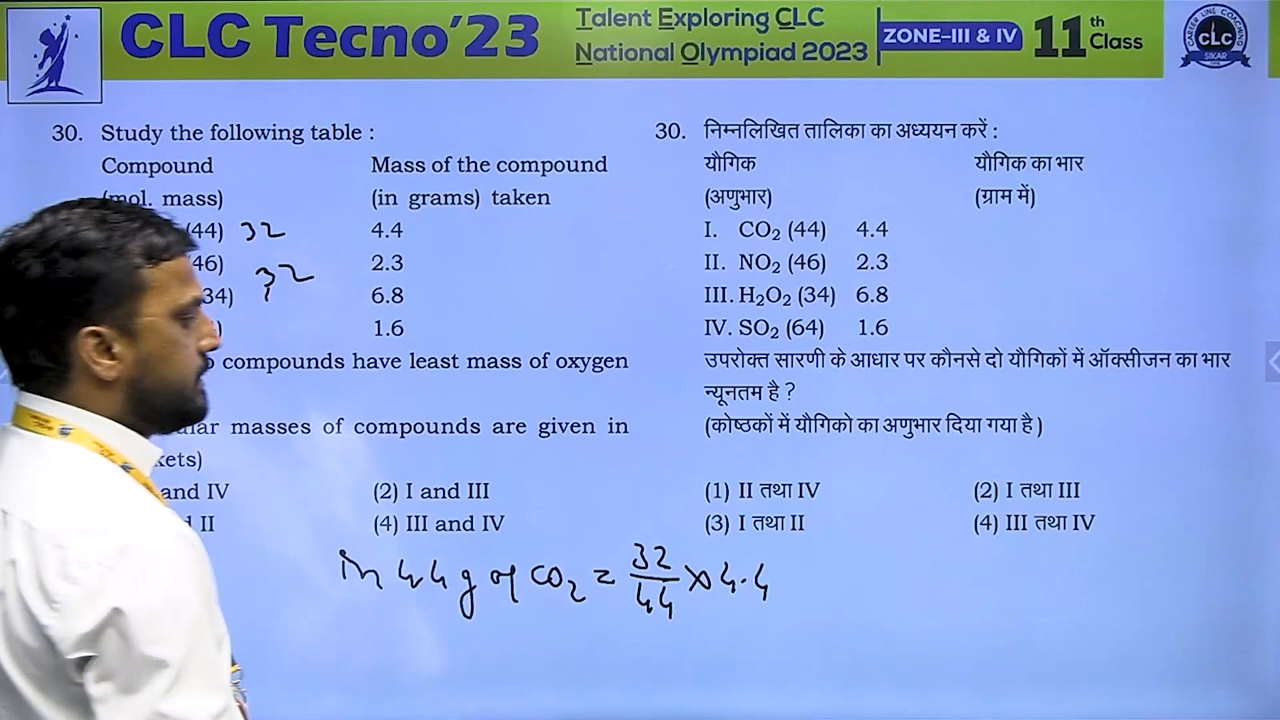 CLC Tecno'23
Talent Exploring CLC
National Olympiad 2023
ZONE–III & IV
11th Class
CAREER LINE COACHING
CLC
SIKAR
30. Study the following table :
Compound Mass of the compound
(mol. mass) (in grams) taken
(44) 32 4.4
46) 32 2.3
34) 6.8
1.6
compounds have least mass of oxygen
masses of compounds are given in
and IV (2) I and III
II (4) III and IV
30. निम्नलिखित तालिका का अध्ययन करें :
यौगिक यौगिक का भार
(अणुभार) (ग्राम में)
I. CO₂ (44) 4.4
II. NO₂ (46) 2.3
III. H₂O₂ (34) 6.8
IV. SO₂ (64) 1.6
उपरोक्त सारणी के आधार पर कौनसे दो यौगिकों में ऑक्सीजन का भार
न्यूनतम है ?
(कोष्ठकों में यौगिको का अणुभार दिया गया है )
(1) II तथा IV (2) I तथा III
(3) I तथा II (4) III तथा IV
in 44 g of CO₂ = 32/44 × 4.4